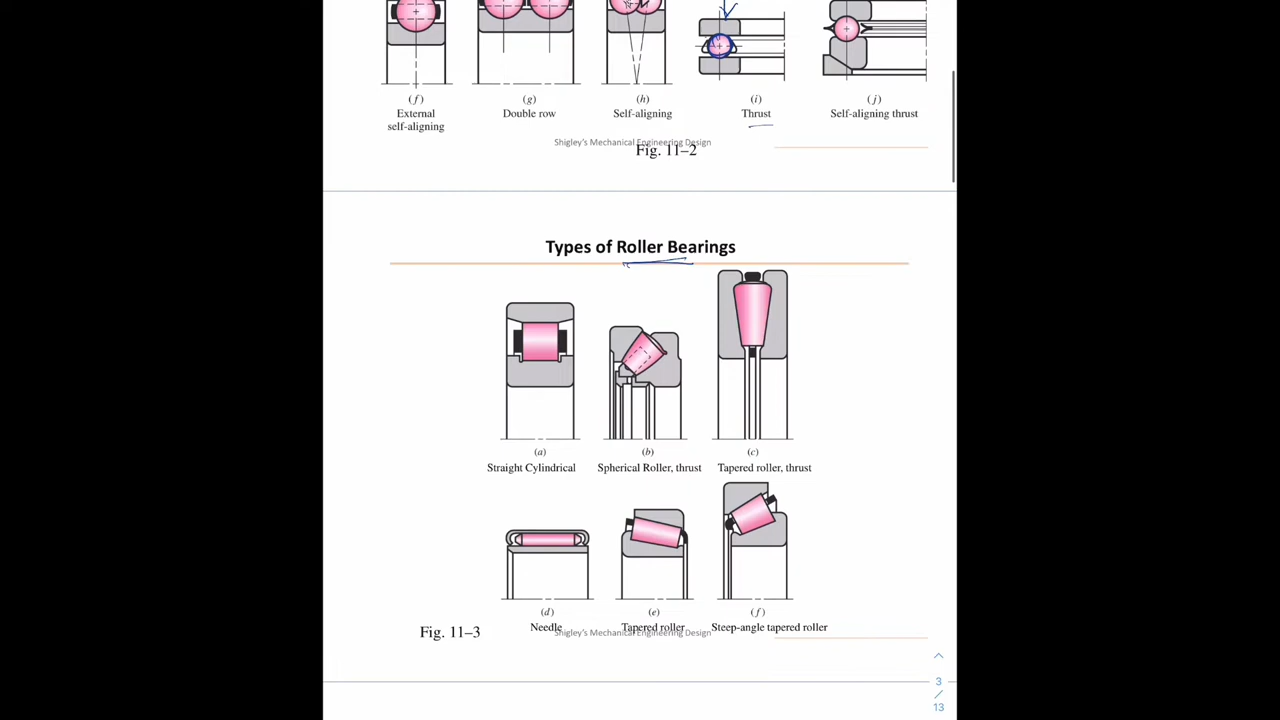 (f)
External
self-aligning
(g)
Double row
(h)
Self-aligning
(i)
Thrust
(j)
Self-aligning thrust
Shigley's Mechanical Engineering Design
Fig. 11–2
Types of Roller Bearings
(a)
Straight Cylindrical
(b)
Spherical Roller, thrust
(c)
Tapered roller, thrust
(d)
Needle
(e)
Tapered roller
(f)
Steep-angle tapered roller
Fig. 11–3
Shigley's Mechanical Engineering Design
3
/
13